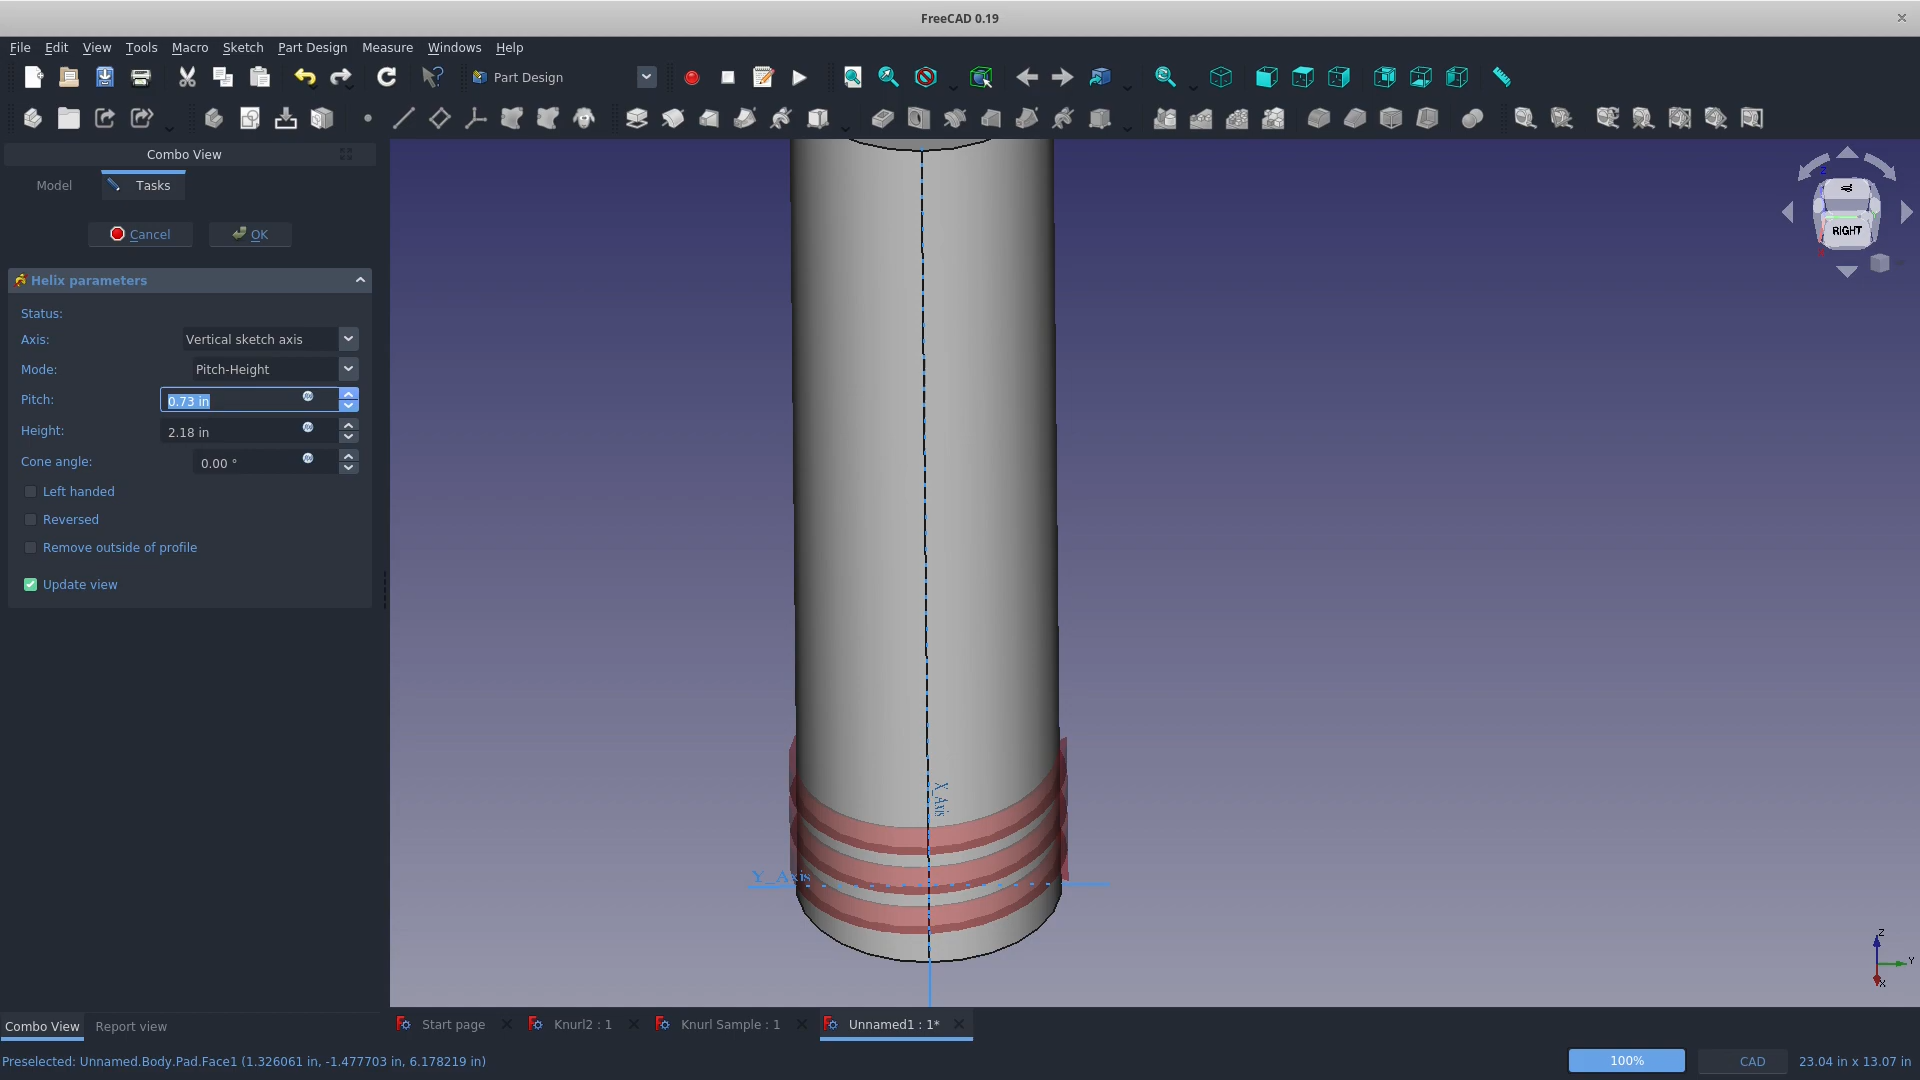 FreeCAD 0.19
File Edit View Tools Macro Sketch Part Design Measure Windows Help
Part Design
Combo View
Model Tasks
Cancel OK
Helix parameters
Status:
Axis: Vertical sketch axis
Mode: Pitch-Height
Pitch: 0.73 in
Height: 2.18 in
Cone angle: 0.00 °
Left handed
Reversed
Remove outside of profile
Update view
RIGHT
Z
X
X_Axis
Y_Axis
Z
Y
X
Combo View Report view
Start page Knurl2 : 1 Knurl Sample : 1 Unnamed1 : 1*
Preselected: Unnamed.Body.Pad.Face1 (1.326061 in, -1.477703 in, 6.178219 in)
100% CAD 23.04 in x 13.07 in